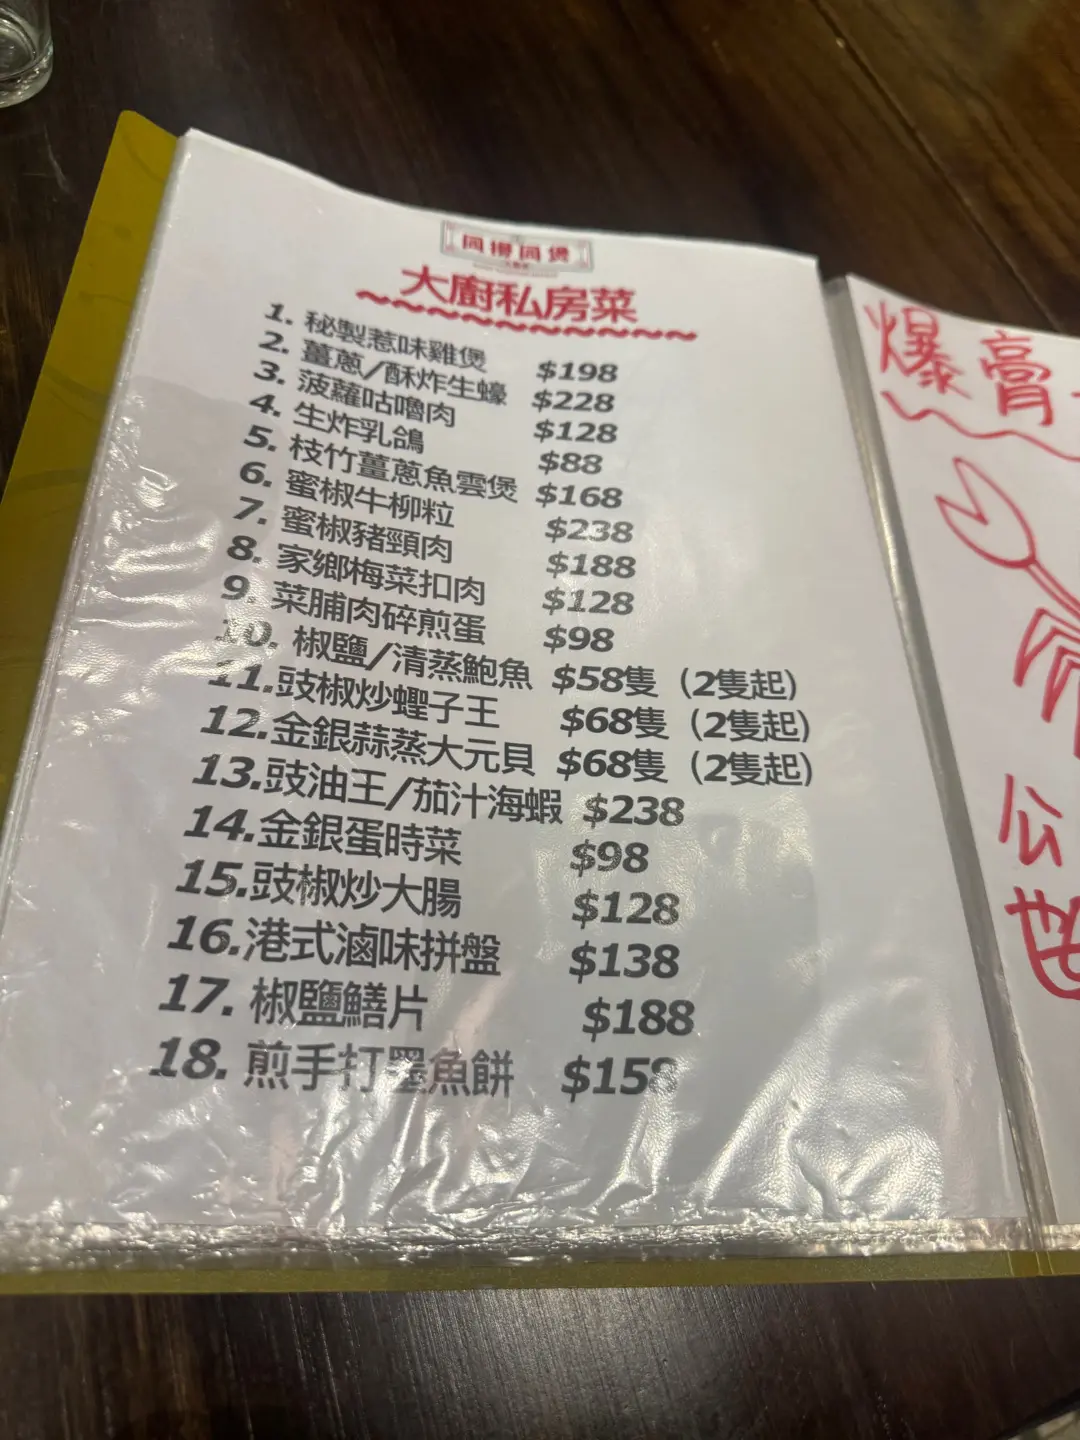 同撈同煲
大廚私房菜
1. 秘製惹味雞煲 $198
2. 薑蔥/酥炸生蠔 $228
3. 菠蘿咕嚕肉 $128
4. 生炸乳鴿 $88
5. 枝竹薑蔥魚雲煲 $168
6. 蜜椒牛柳粒 $238
7. 蜜椒豬頸肉 $188
8. 家鄉梅菜扣肉 $128
9. 菜脯肉碎煎蛋 $98
10. 椒鹽/清蒸鮑魚 $58隻（2隻起）
11.豉椒炒蟶子王 $68隻（2隻起）
12.金銀蒜蒸大元貝 $68隻（2隻起）
13.豉油王/茄汁海蝦 $238
14.金銀蛋時菜 $98
15.豉椒炒大腸 $128
16.港式滷味拼盤 $138
17. 椒鹽鱔片 $188
18. 煎手打墨魚餅 $158
爆膏
公